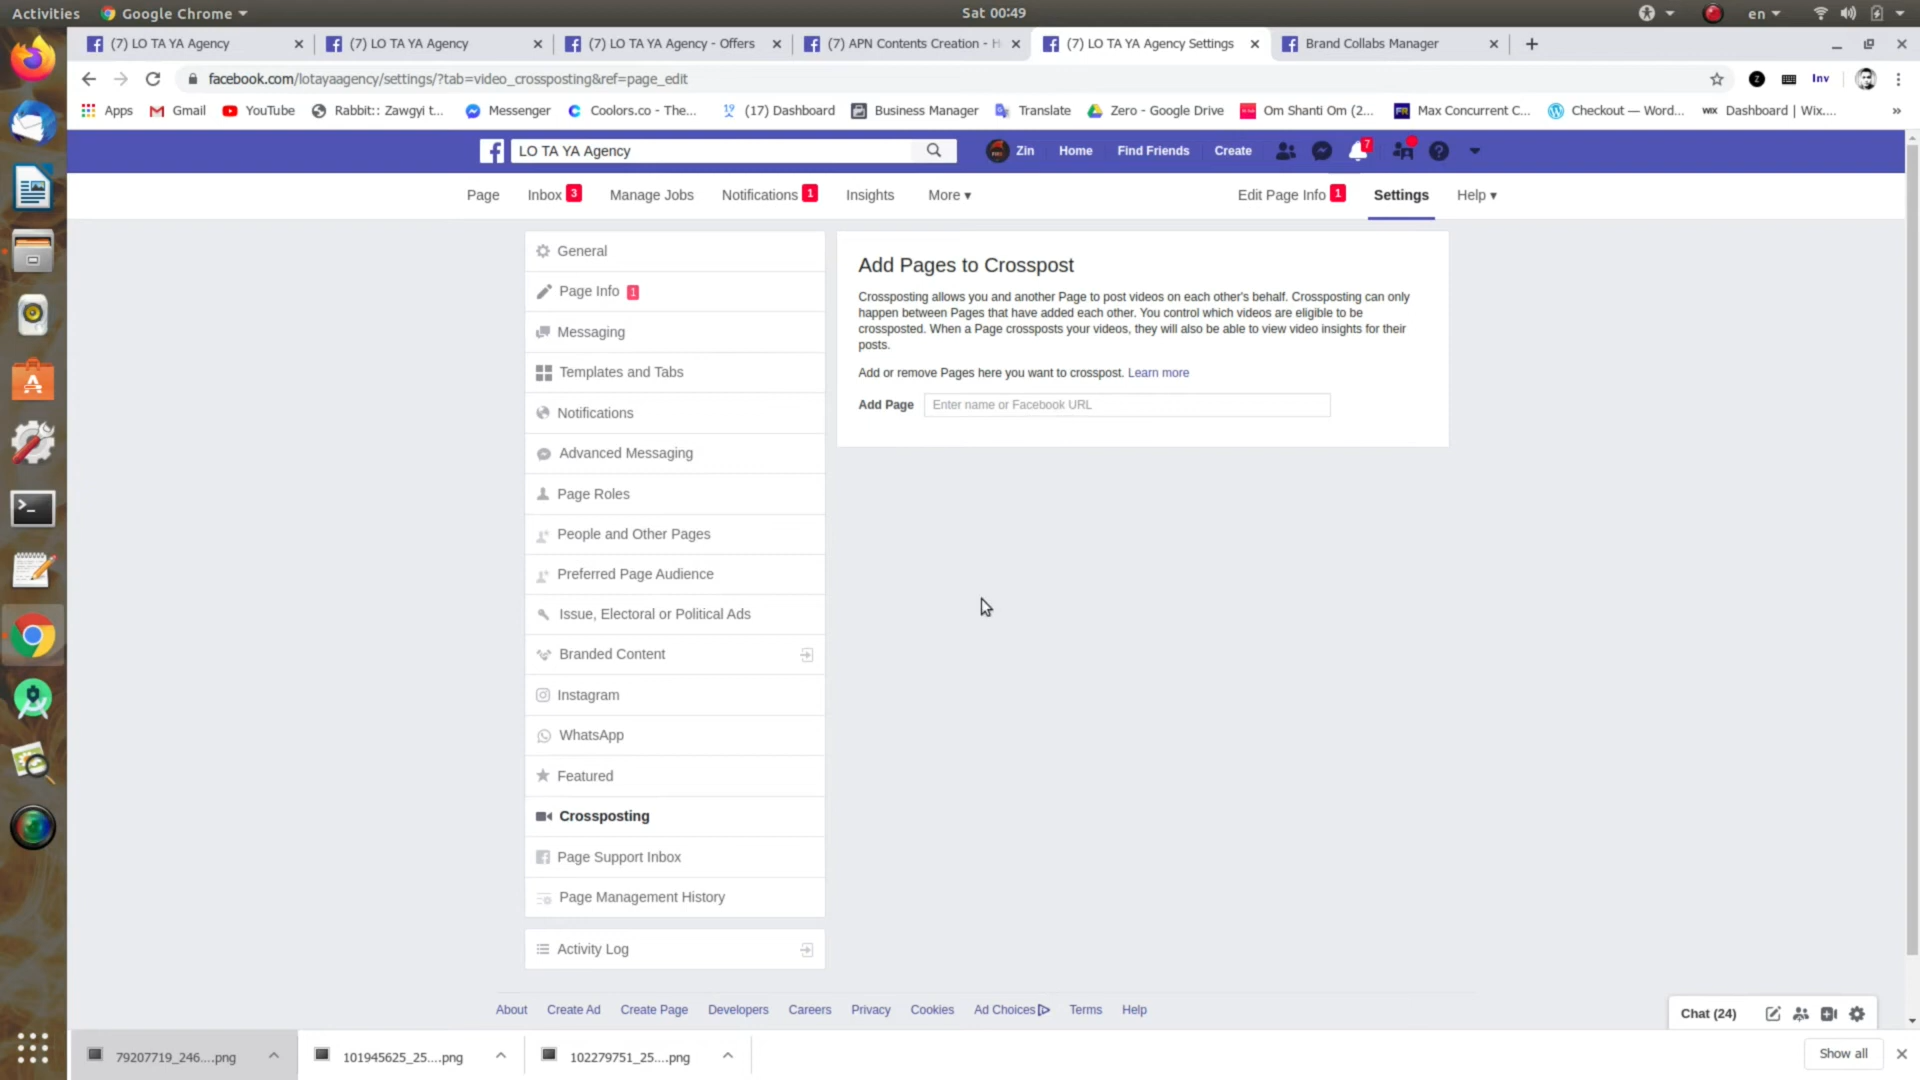 Activities
Google Chrome
Sat 00:49
en
(7) LO TA YA Agency
(7) LO TA YA Agency
(7) LO TA YA Agency - Offers
(7) APN Contents Creation - H
(7) LO TA YA Agency Settings
Brand Collabs Manager
facebook.com/lotayaagency/settings/?tab=video_crossposting&ref=page_edit
Inv
Apps
Gmail
YouTube
Rabbit:: Zawgyi t...
Messenger
Coolors.co - The...
(17) Dashboard
Business Manager
Translate
Zero - Google Drive
Om Shanti Om (2...
Max Concurrent C...
Checkout — Word...
WIX Dashboard | Wix....
LO TA YA Agency
Zin
Home
Find Friends
Create
7
Page
Inbox 3
Manage Jobs
Notifications 1
Insights
More
Edit Page Info 1
Settings
Help
General
Page Info 1
Messaging
Templates and Tabs
Notifications
Advanced Messaging
Page Roles
People and Other Pages
Preferred Page Audience
Issue, Electoral or Political Ads
Branded Content
Instagram
WhatsApp
Featured
Crossposting
Page Support Inbox
Page Management History
Activity Log
Add Pages to Crosspost
Crossposting allows you and another Page to post videos on each other's behalf. Crossposting can only
happen between Pages that have added each other. You control which videos are eligible to be
crossposted. When a Page crossposts your videos, they will also be able to view video insights for their
posts.
Add or remove Pages here you want to crosspost. Learn more
Add Page
Enter name or Facebook URL
About
Create Ad
Create Page
Developers
Careers
Privacy
Cookies
Ad Choices
Terms
Help
Chat (24)
79207719_246....png
101945625_25....png
102279751_25....png
Show all